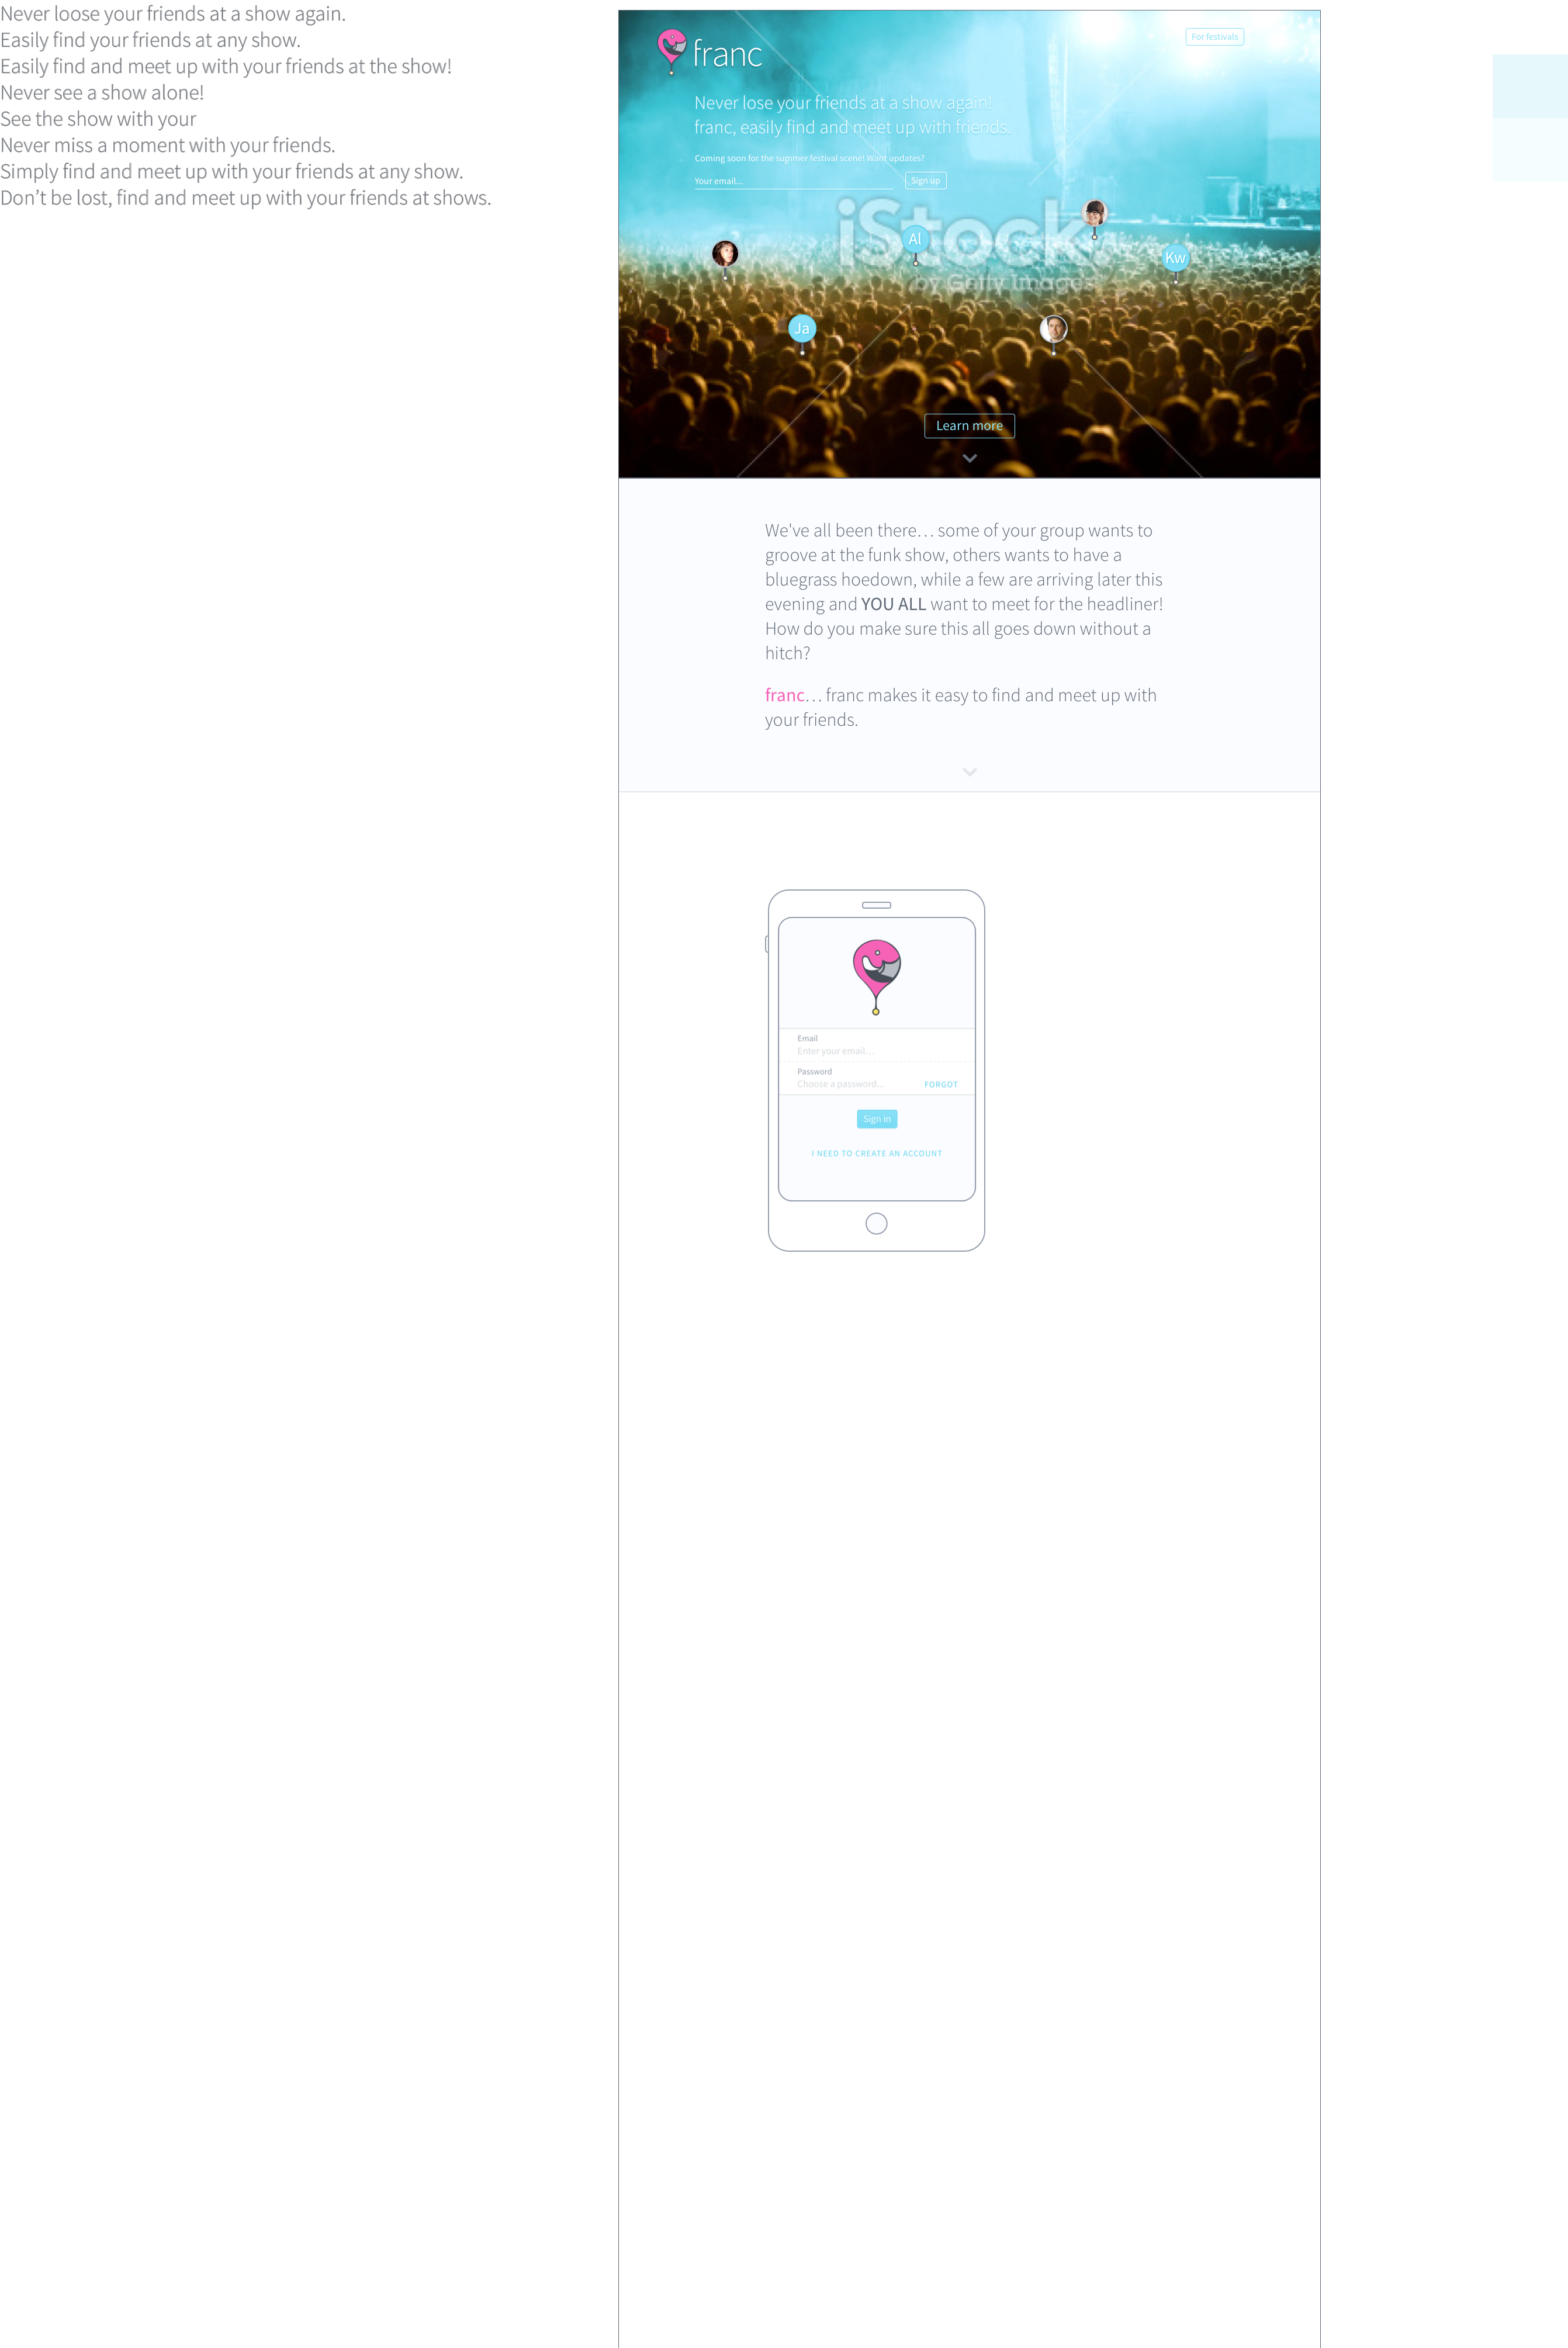 Never loose your friends at a show again.
Easily find your friends at any show.
Easily find and meet up with your friends at the show!
Never see a show alone!
See the show with your
Never miss a moment with your friends.
Simply find and meet up with your friends at any show.
Don’t be lost, find and meet up with your friends at shows.
franc
For festivals
Never lose your friends at a show again!
franc, easily find and meet up with friends.
Coming soon for the summer festival scene! Want updates?
Your email...
Sign up
iStock
by Getty Images
Al
Kw
Ja
Learn more
We've all been there… some of your group wants to
groove at the funk show, others wants to have a
bluegrass hoedown, while a few are arriving later this
evening and YOU ALL want to meet for the headliner!
How do you make sure this all goes down without a
hitch?
franc… franc makes it easy to find and meet up with
your friends.
Email
Enter your email…
Password
Choose a password...
FORGOT
Sign in
I NEED TO CREATE AN ACCOUNT